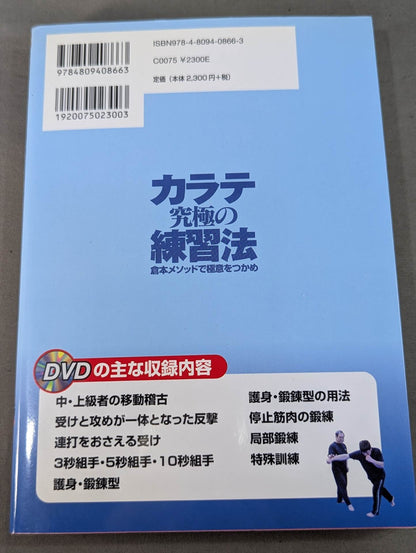 ISBN978-4-8094-0866-3
9784809408663
C0075 ¥2300E
定価（本体2,300円+税）
1920075023003
カラテ
究極の
練習法
倉本メソッドで極意をつかめ
DVDの主な収録内容
中・上級者の移動稽古
受けと攻めが一体となった反撃
連打をおさえる受け
3秒組手・5秒組手・10秒組手
護身・鍛錬型
護身・鍛錬型の用法
停止筋肉の鍛練
局部鍛練
特殊訓練